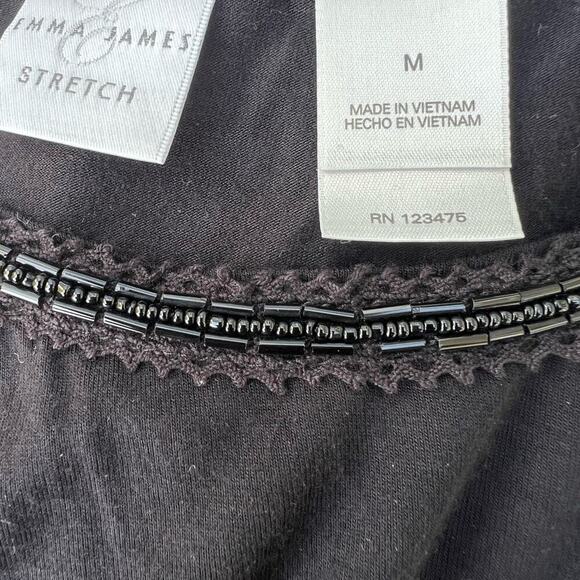 EMMA JAMES
STRETCH
M
MADE IN VIETNAM
HECHO EN VIETNAM
RN 123475